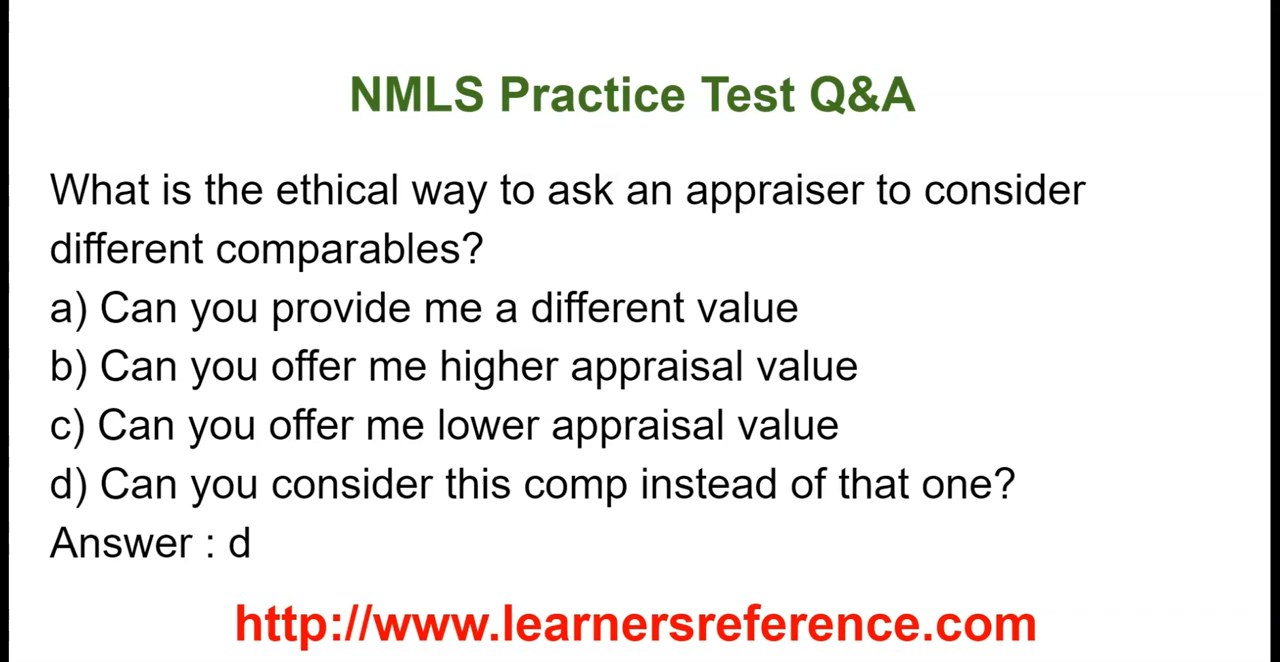 NMLS Practice Test Q&A
What is the ethical way to ask an appraiser to consider
different comparables?
a) Can you provide me a different value
b) Can you offer me higher appraisal value
c) Can you offer me lower appraisal value
d) Can you consider this comp instead of that one?
Answer : d
http://www.learnersreference.com